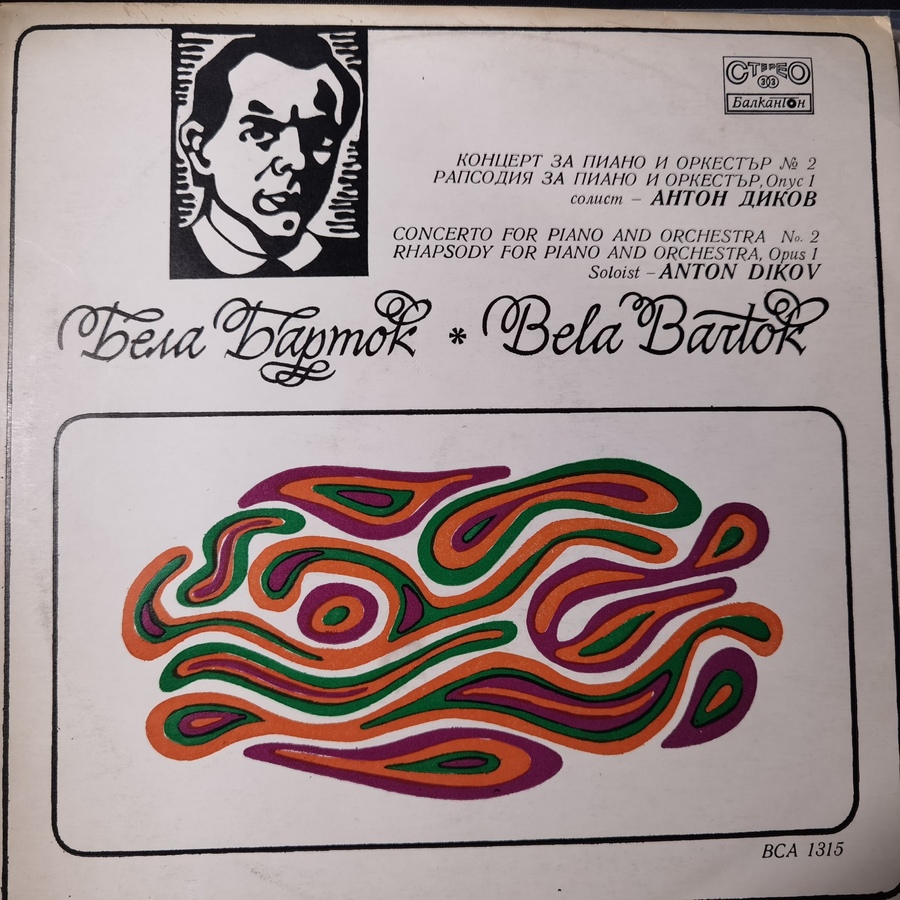 СТЕРЕО
33
Балкантон
КОНЦЕРТ ЗА ПИАНО И ОРКЕСТЪР № 2
РАПСОДИЯ ЗА ПИАНО И ОРКЕСТЪР, Опус 1
солист – АНТОН ДИКОВ
CONCERTO FOR PIANO AND ORCHESTRA No. 2
RHAPSODY FOR PIANO AND ORCHESTRA, Opus 1
Soloist – ANTON DIKOV
Бела Барток * Bela Bartok
ВСА 1315